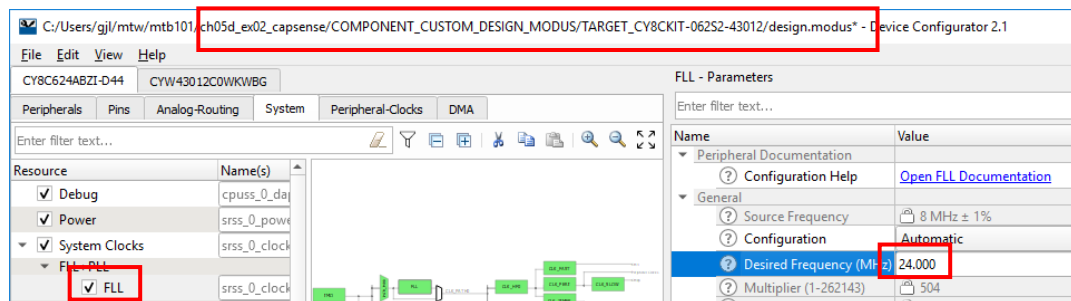 C:/Users/gjl/mtw/mtb101/ch05d_ex02_capsense/COMPONENT_CUSTOM_DESIGN_MODUS/TARGET_CY8CKIT-062S2-43012/design.modus* - Device Configurator 2.1
File Edit View Help
CY8C624ABZI-D44 CYW43012C0WKWBG
Peripherals Pins Analog-Routing System Peripheral-Clocks DMA
Enter filter text...
Resource Name(s)
Debug cpuss_0_dap
Power srss_0_powe
System Clocks srss_0_clock
FLL+PLL
FLL srss_0_clock
FLL - Parameters
Enter filter text...
Name Value
Peripheral Documentation
Configuration Help Open FLL Documentation
General
Source Frequency 8 MHz ± 1%
Configuration Automatic
Desired Frequency (MHz) 24.000
Multiplier (1-262143) 504